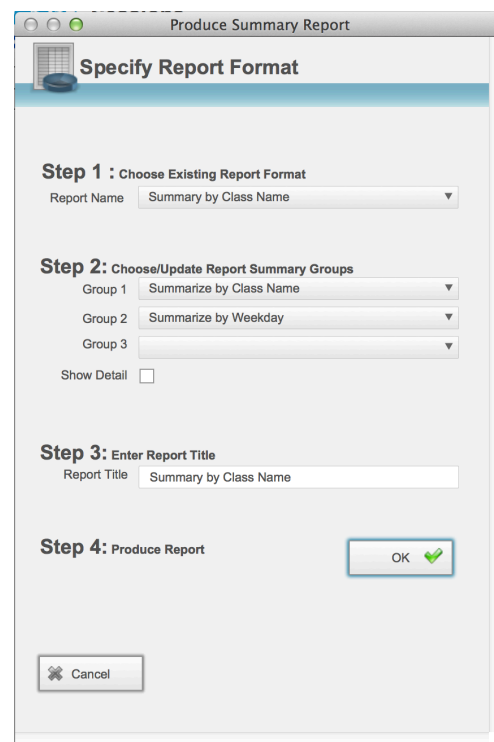 Produce Summary Report
Specify Report Format
Step 1 : Choose Existing Report Format
Report Name Summary by Class Name
Step 2: Choose/Update Report Summary Groups
Group 1 Summarize by Class Name
Group 2 Summarize by Weekday
Group 3
Show Detail
Step 3: Enter Report Title
Report Title Summary by Class Name
Step 4: Produce Report
OK
Cancel